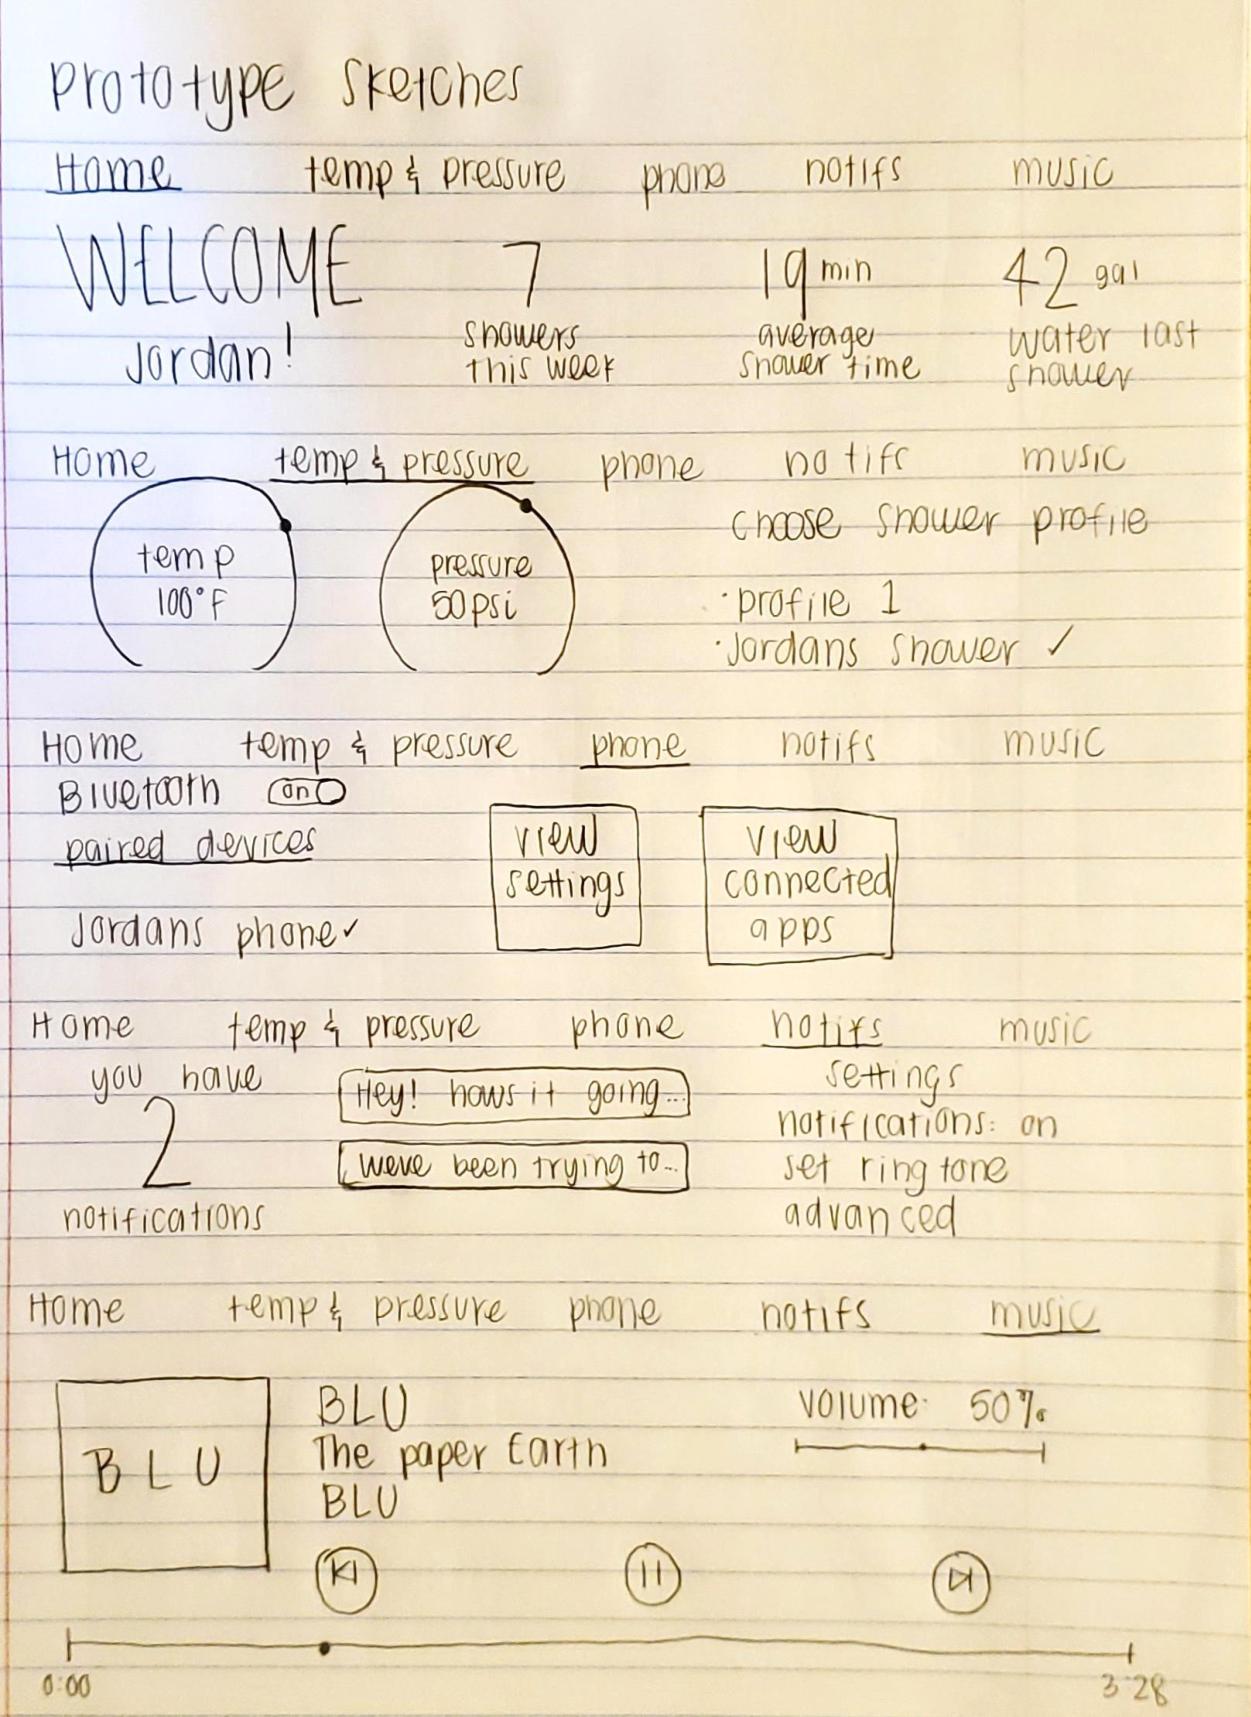 Prototype Sketches
Home temp & pressure phone notifs music
WELCOME 7 19 min 42 gal
Jordan! showers average water last
this week shower time shower
Home temp & pressure phone notifs music
choose shower profile
temp pressure
100°F 50 psi · profile 1
· Jordans shower ✓
Home temp & pressure phone notifs music
Bluetooth on
paired devices view view
settings connected
Jordans phone ✓ apps
Home temp & pressure phone notifs music
you have Hey! hows it going... settings
2 notifications: on
weve been trying to... set ringtone
notifications advanced
Home temp & pressure phone notifs music
BLU volume: 50%
BLU The paper Earth
BLU
0:00 3:28